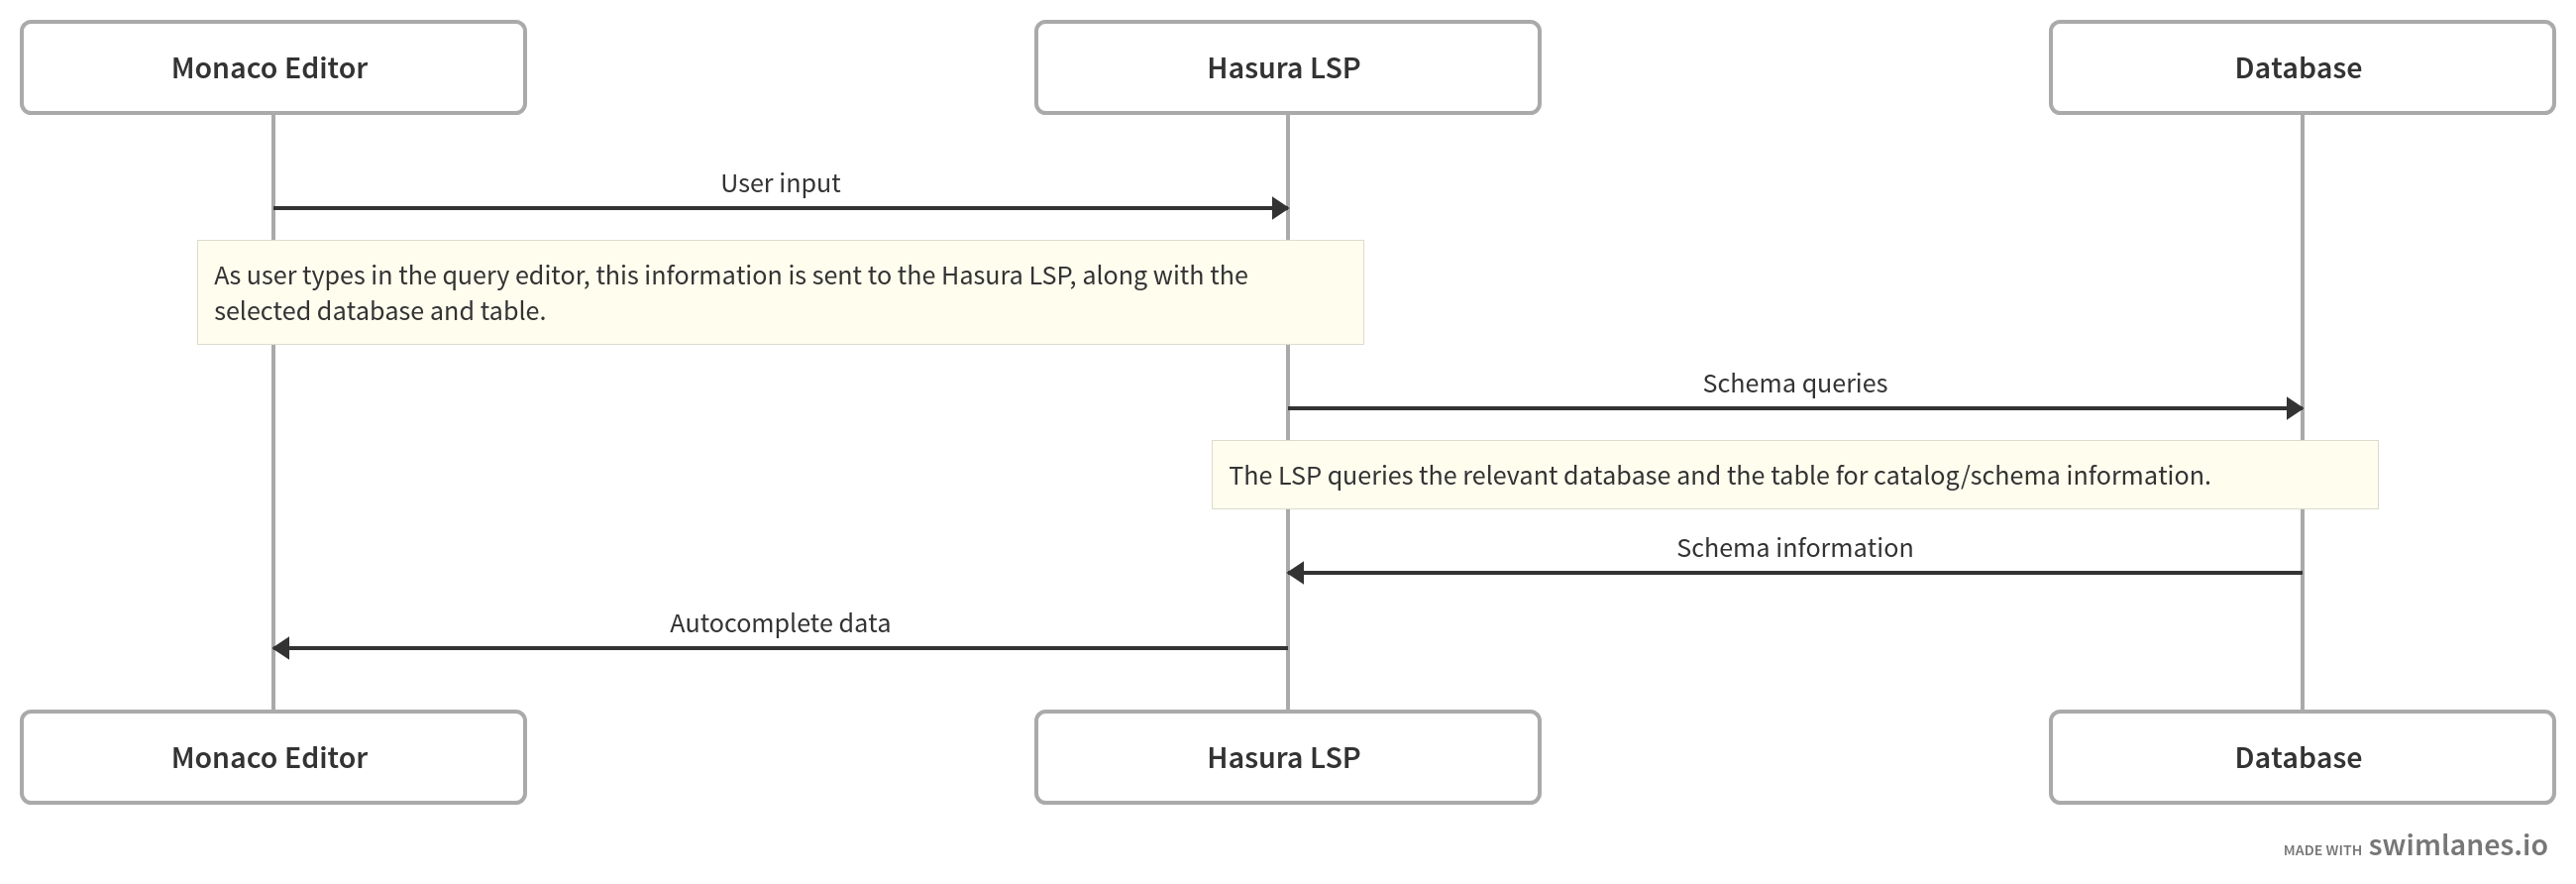 Monaco Editor
Hasura LSP
Database
User input
As user types in the query editor, this information is sent to the Hasura LSP, along with the
selected database and table.
Schema queries
The LSP queries the relevant database and the table for catalog/schema information.
Schema information
Autocomplete data
Monaco Editor
Hasura LSP
Database
MADE WITH swimlanes.io